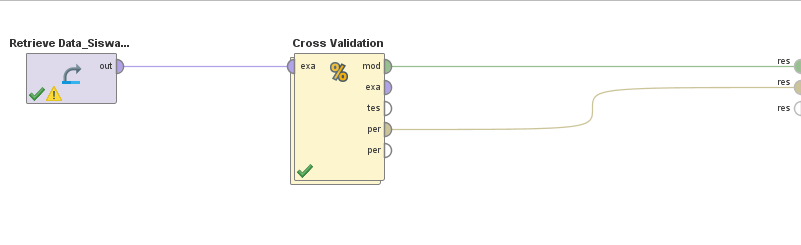 Retrieve Data_Siswa...
out
Cross Validation
exa
mod
exa
tes
per
per
res
res
res